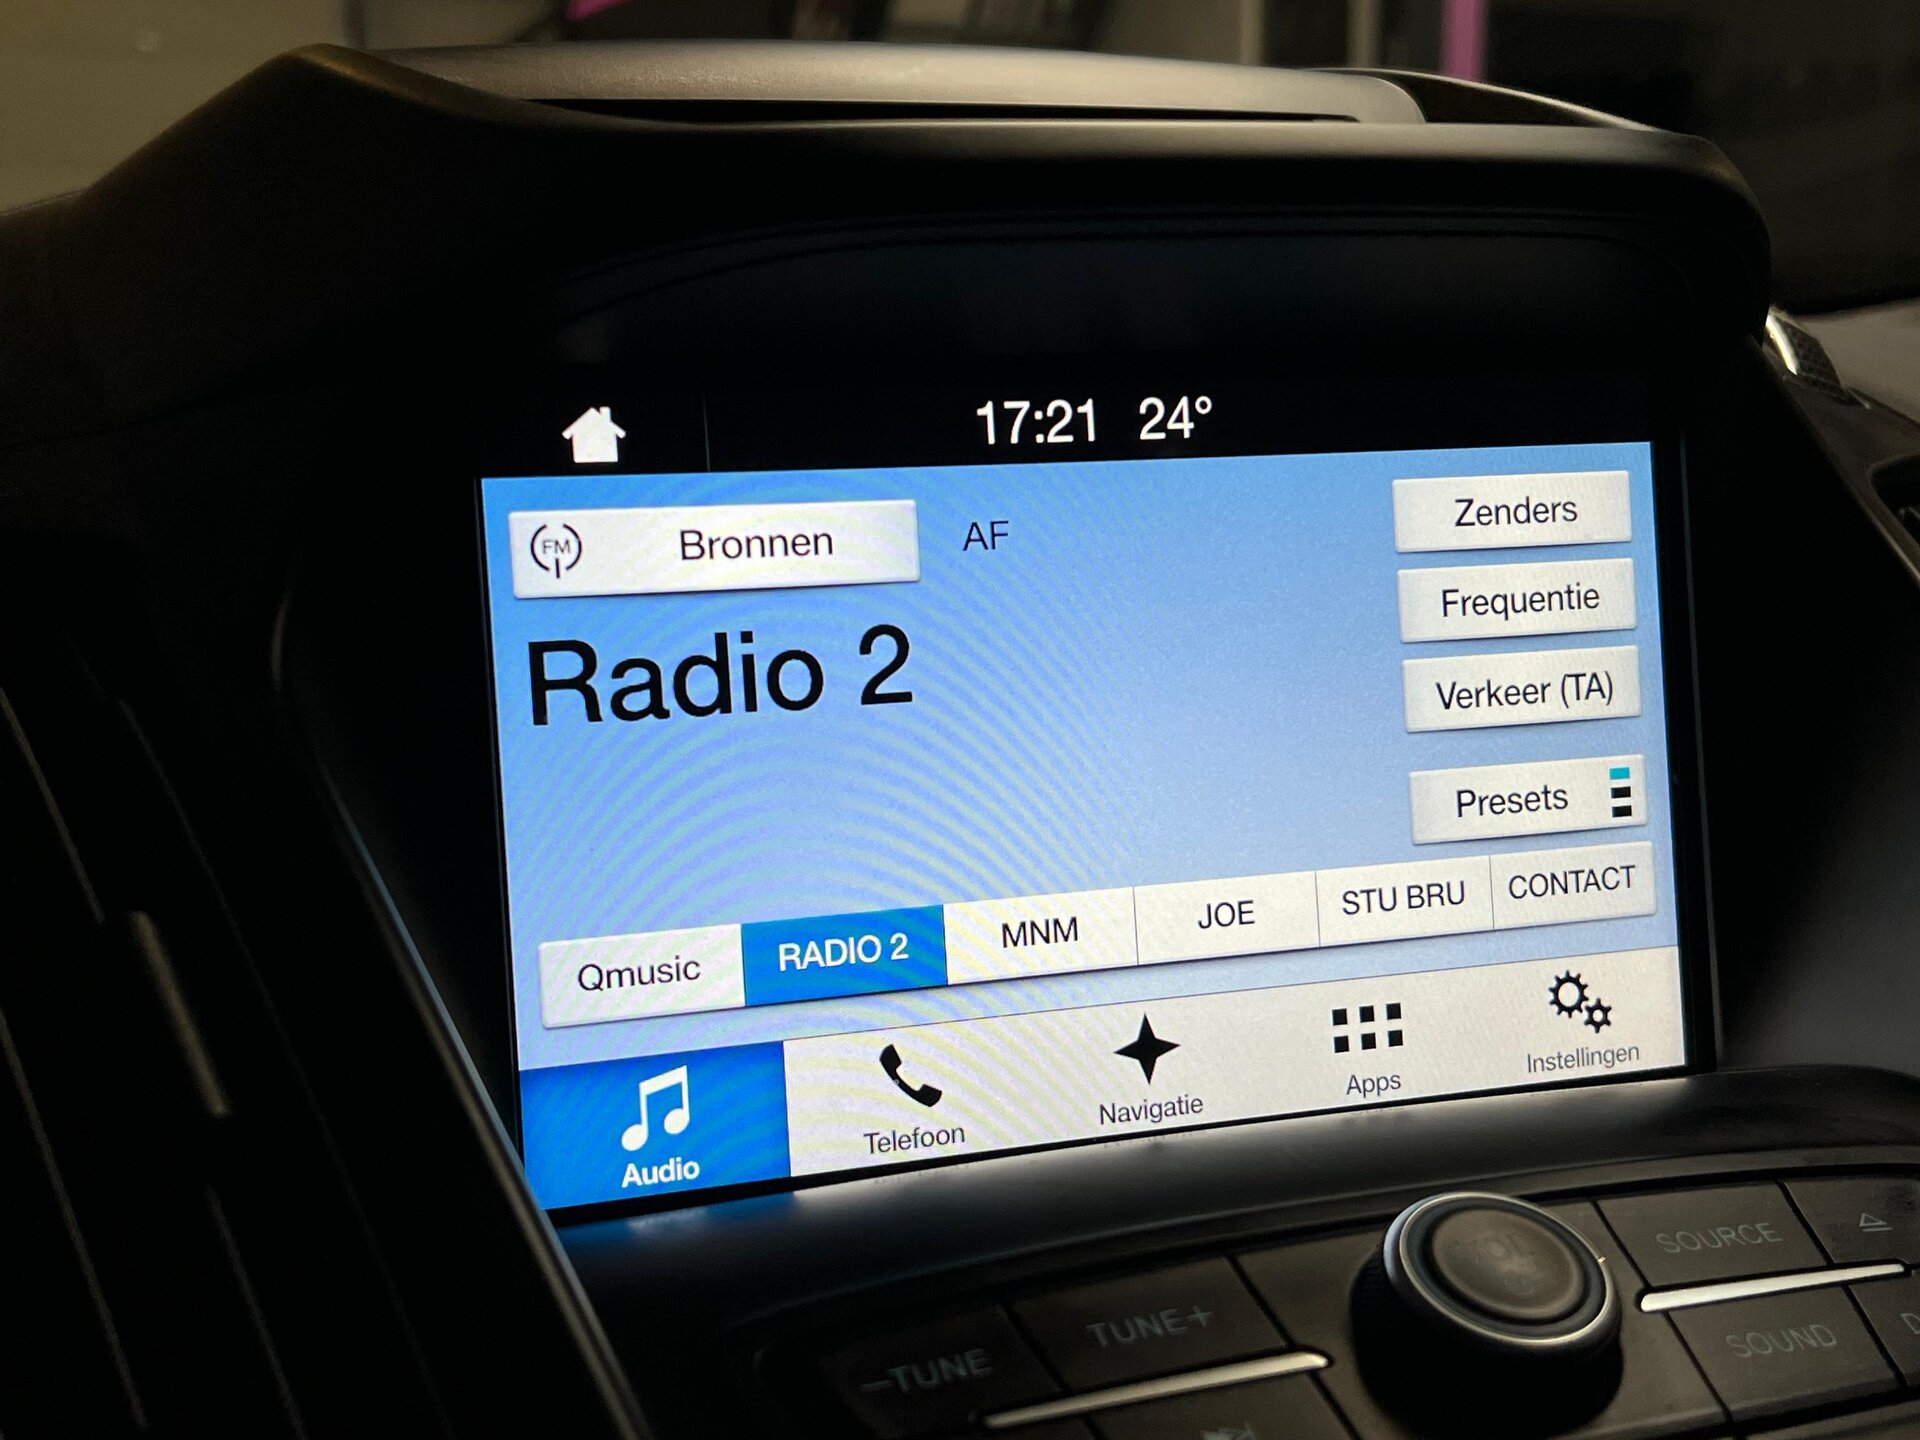 17:21 24°
FM Bronnen AF
Zenders
Frequentie
Radio 2
Verkeer (TA)
Presets
Qmusic RADIO 2 MNM JOE STU BRU CONTACT
Audio Telefoon Navigatie Apps Instellingen
SOURCE
TUNE+
–TUNE
SOUND